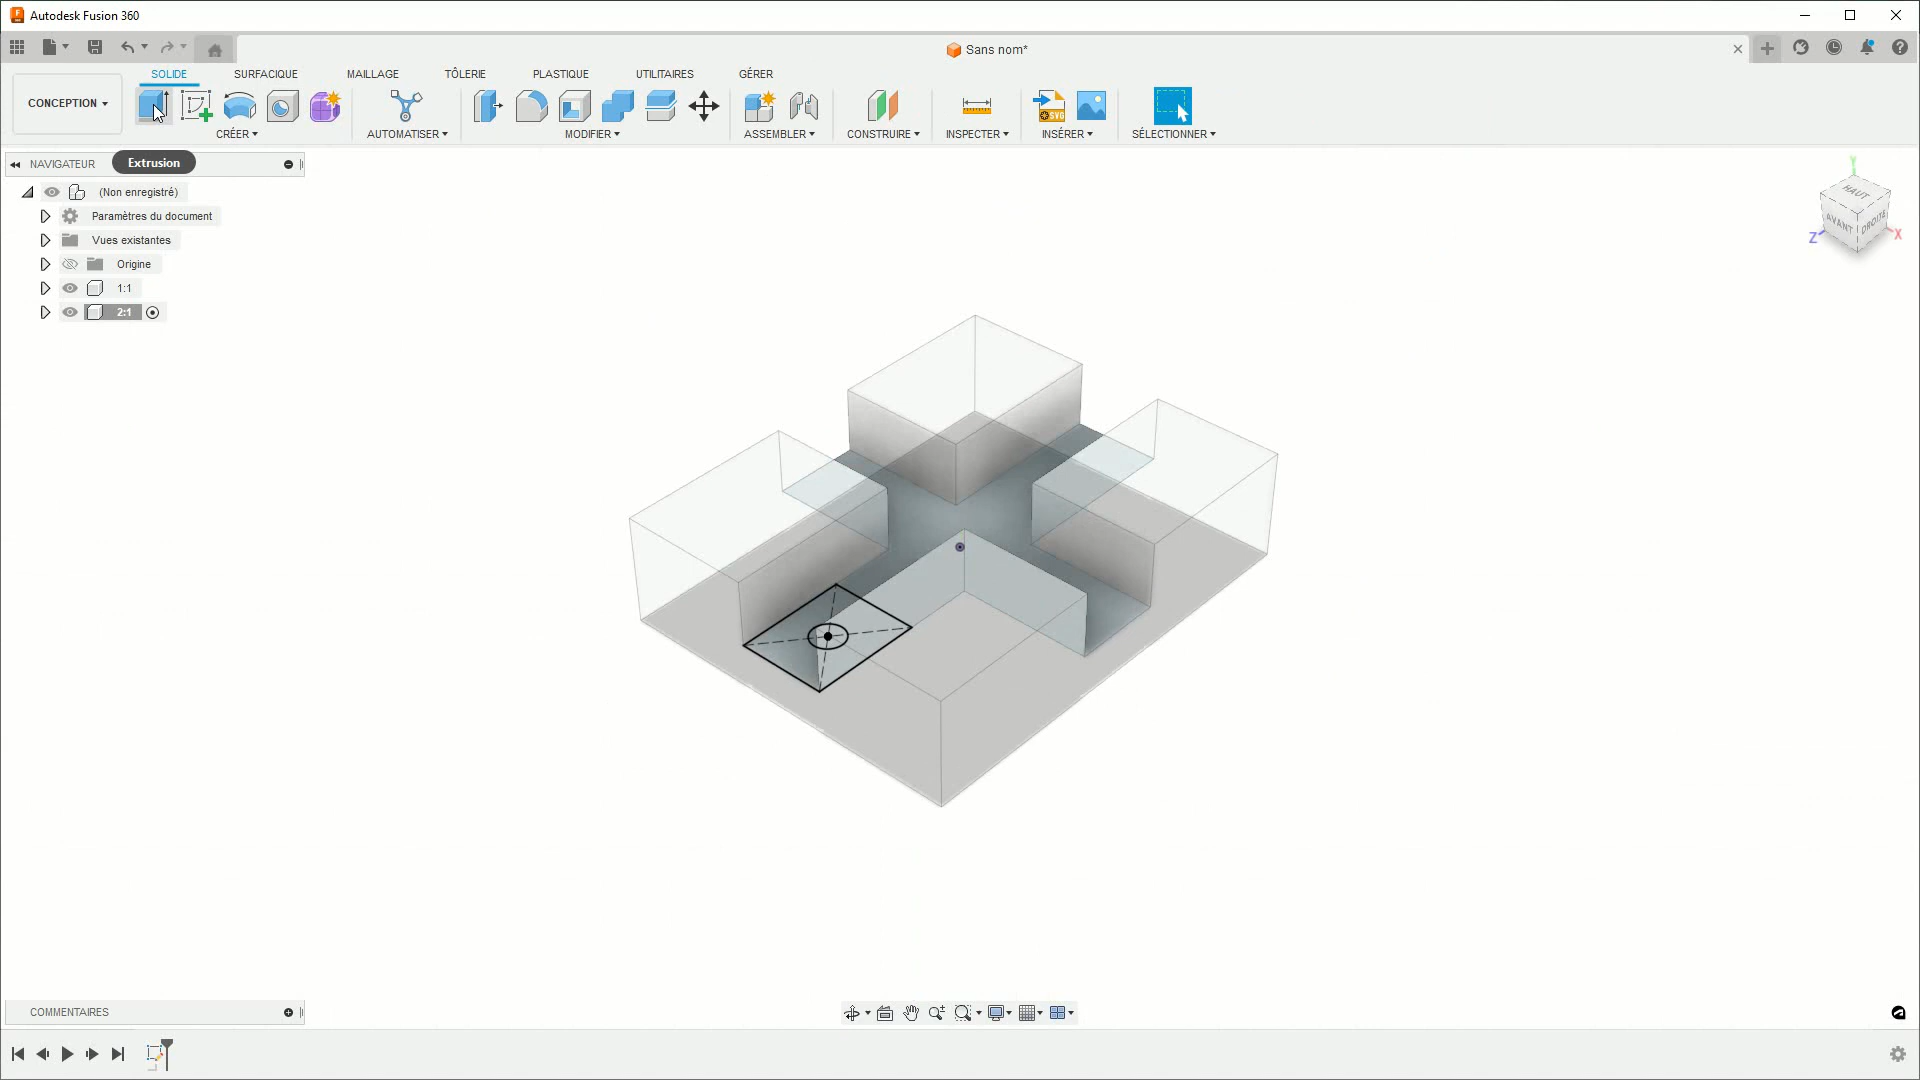 Autodesk Fusion 360
Sans nom*
SOLIDE SURFACIQUE MAILLAGE TÔLERIE PLASTIQUE UTILITAIRES GÉRER
CONCEPTION
CRÉER AUTOMATISER MODIFIER ASSEMBLER CONSTRUIRE INSPECTER INSÉRER SÉLECTIONNER
SVG
NAVIGATEUR
Extrusion
(Non enregistré)
Paramètres du document
Vues existantes
Origine
1:1
2:1
Y
HAUT
AVANT DROITE
Z X
COMMENTAIRES